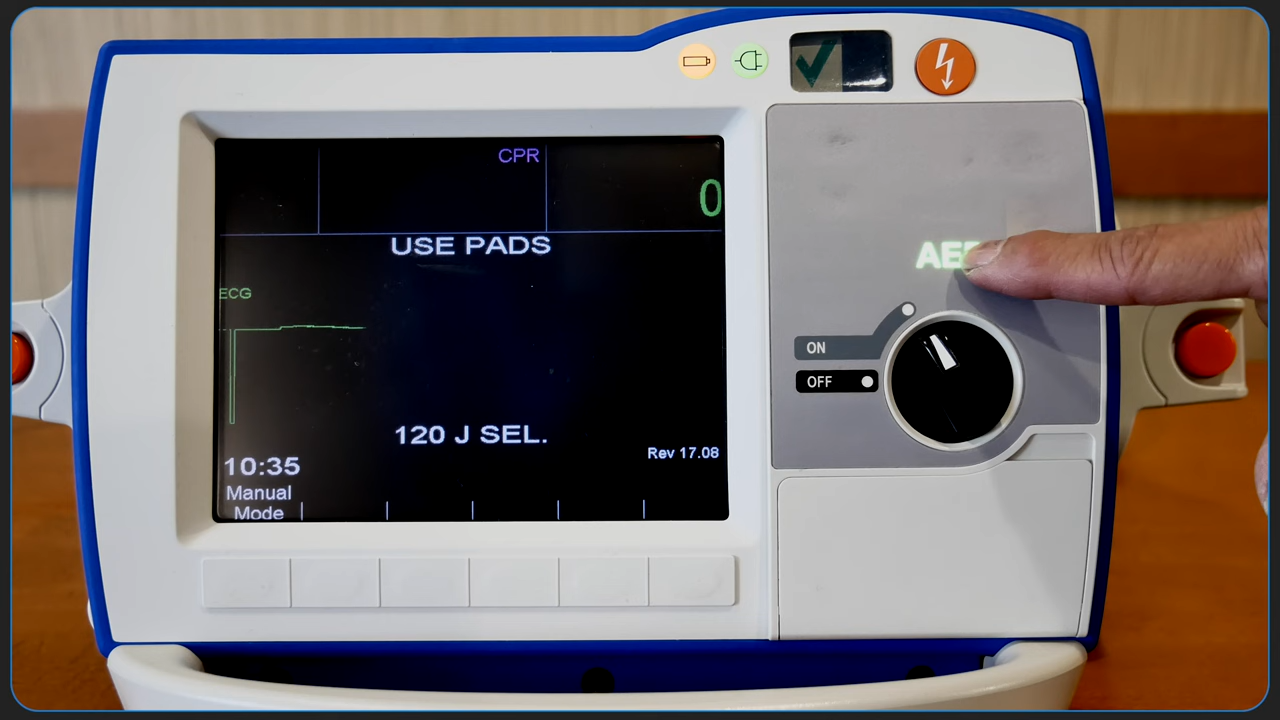 CPR
0
USE PADS
ECG
120 J SEL.
10:35
Rev 17.08
Manual
Mode
ON
OFF